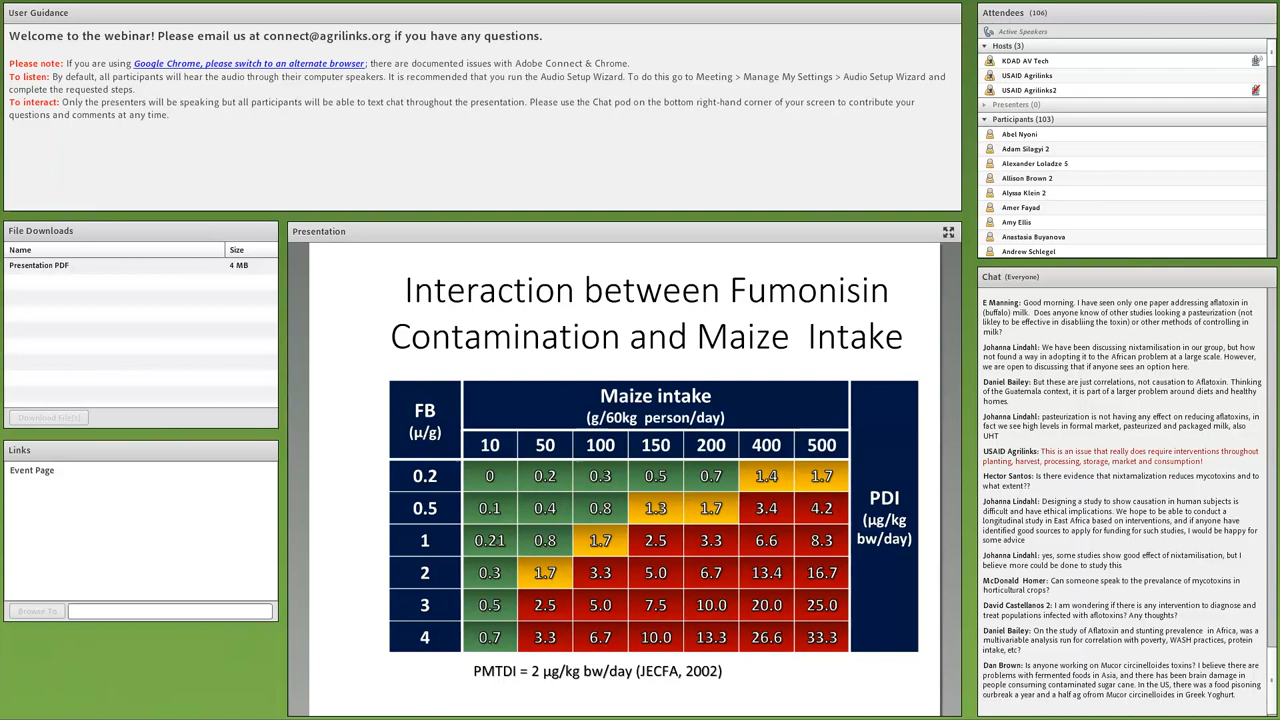 User Guidance
Welcome to the webinar! Please email us at connect@agrilinks.org if you have any questions.
Please note: If you are using Google Chrome, please switch to an alternate browser; there are documented issues with Adobe Connect & Chrome.
To listen: By default, all participants will hear the audio through their computer speakers. It is recommended that you run the Audio Setup Wizard. To do this go to Meeting > Manage My Settings > Audio Setup Wizard and
complete the requested steps.
To interact: Only the presenters will be speaking but all participants will be able to text chat throughout the presentation. Please use the Chat pod on the bottom right-hand corner of your screen to contribute your
questions and comments at any time.
File Downloads
Name Size
Presentation PDF 4 MB
Download File(s)
Links
Event Page
Browse To
Presentation
Interaction between Fumonisin
Contamination and Maize Intake
FB
(µg/g)
Maize intake
(g/60kg person/day)
10 50 100 150 200 400 500
0.2 0 0.2 0.3 0.5 0.7 1.4 1.7
0.5 0.1 0.4 0.8 1.3 1.7 3.4 4.2
1 0.21 0.8 1.7 2.5 3.3 6.6 8.3
2 0.3 1.7 3.3 5.0 6.7 13.4 16.7
3 0.5 2.5 5.0 7.5 10.0 20.0 25.0
4 0.7 3.3 6.7 10.0 13.3 26.6 33.3
PDI
(µg/kg
bw/day)
PMTDI = 2 µg/kg bw/day (JECFA, 2002)
Attendees (106)
Active Speakers
Hosts (3)
KDAD AV Tech
USAID Agrilinks
USAID Agrilinks2
Presenters (0)
Participants (103)
Abel Nyoni
Adam Silagyi 2
Alexander Loladze 5
Allison Brown 2
Alyssa Klein 2
Amer Fayad
Amy Ellis
Anastasia Buyanova
Andrew Schlegel
Chat (Everyone)
E Manning: Good morning. I have seen only one paper addressing aflatoxin in
(buffalo) milk. Does anyone know of other studies looking a pasteurization (not
likley to be effective in disabliing the toxin) or other methods of controlling in
milk?
Johanna Lindahl: We have been discussing nixtamilisation in our group, but how
not found a way in adopting it to the African problem at a large scale. However,
we are open to discussing that if anyone sees an option here.
Daniel Bailey: But these are just correlations, not causation to Aflatoxin. Thinking
of the Guatemala context, it is part of a larger problem around diets and healthy
homes.
Johanna Lindahl: pasteurization is not having any effect on reducing aflatoxins, in
fact we see high levels in formal market, pasteurized and packaged milk, also
UHT
USAID Agrilinks: This is an issue that really does require interventions throughout
planting, harvest, processing, storage, market and consumption!
Hector Santos: Is there evidence that nixtamalization reduces mycotoxins and to
what extent??
Johanna Lindahl: Designing a study to show causation in human subjects is
difficult and have ethical implications. We hope to be able to conduct a
longitudinal study in East Africa based on interventions, and if anyone have
identified good sources to apply for funding for such studies, I would be happy for
some advice
Johanna Lindahl: yes, some studies show good effect of nixtamilisation, but I
believe more could be done to study this
McDonald Homer: Can someone speak to the prevalance of mycotoxins in
horticultural crops?
David Castellanos 2: I am wondering if there is any intervention to diagnose and
treat populations infected with aflotoxins? Any thoughts?
Daniel Bailey: On the study of Aflatoxin and stunting prevalence in Africa, was a
multivariable analysis run for correlation with poverty, WASH practices, protein
intake, etc?
Dan Brown: Is anyone working on Mucor circinelloides toxins? I believe there are
problems with fermented foods in Asia, and there has been brain damage in
people consuming contaminated sugar cane. In the US, there was a food pisoning
ourbreak a year and a half ag ofrom Mucor circinelloides in Greek Yoghurt.